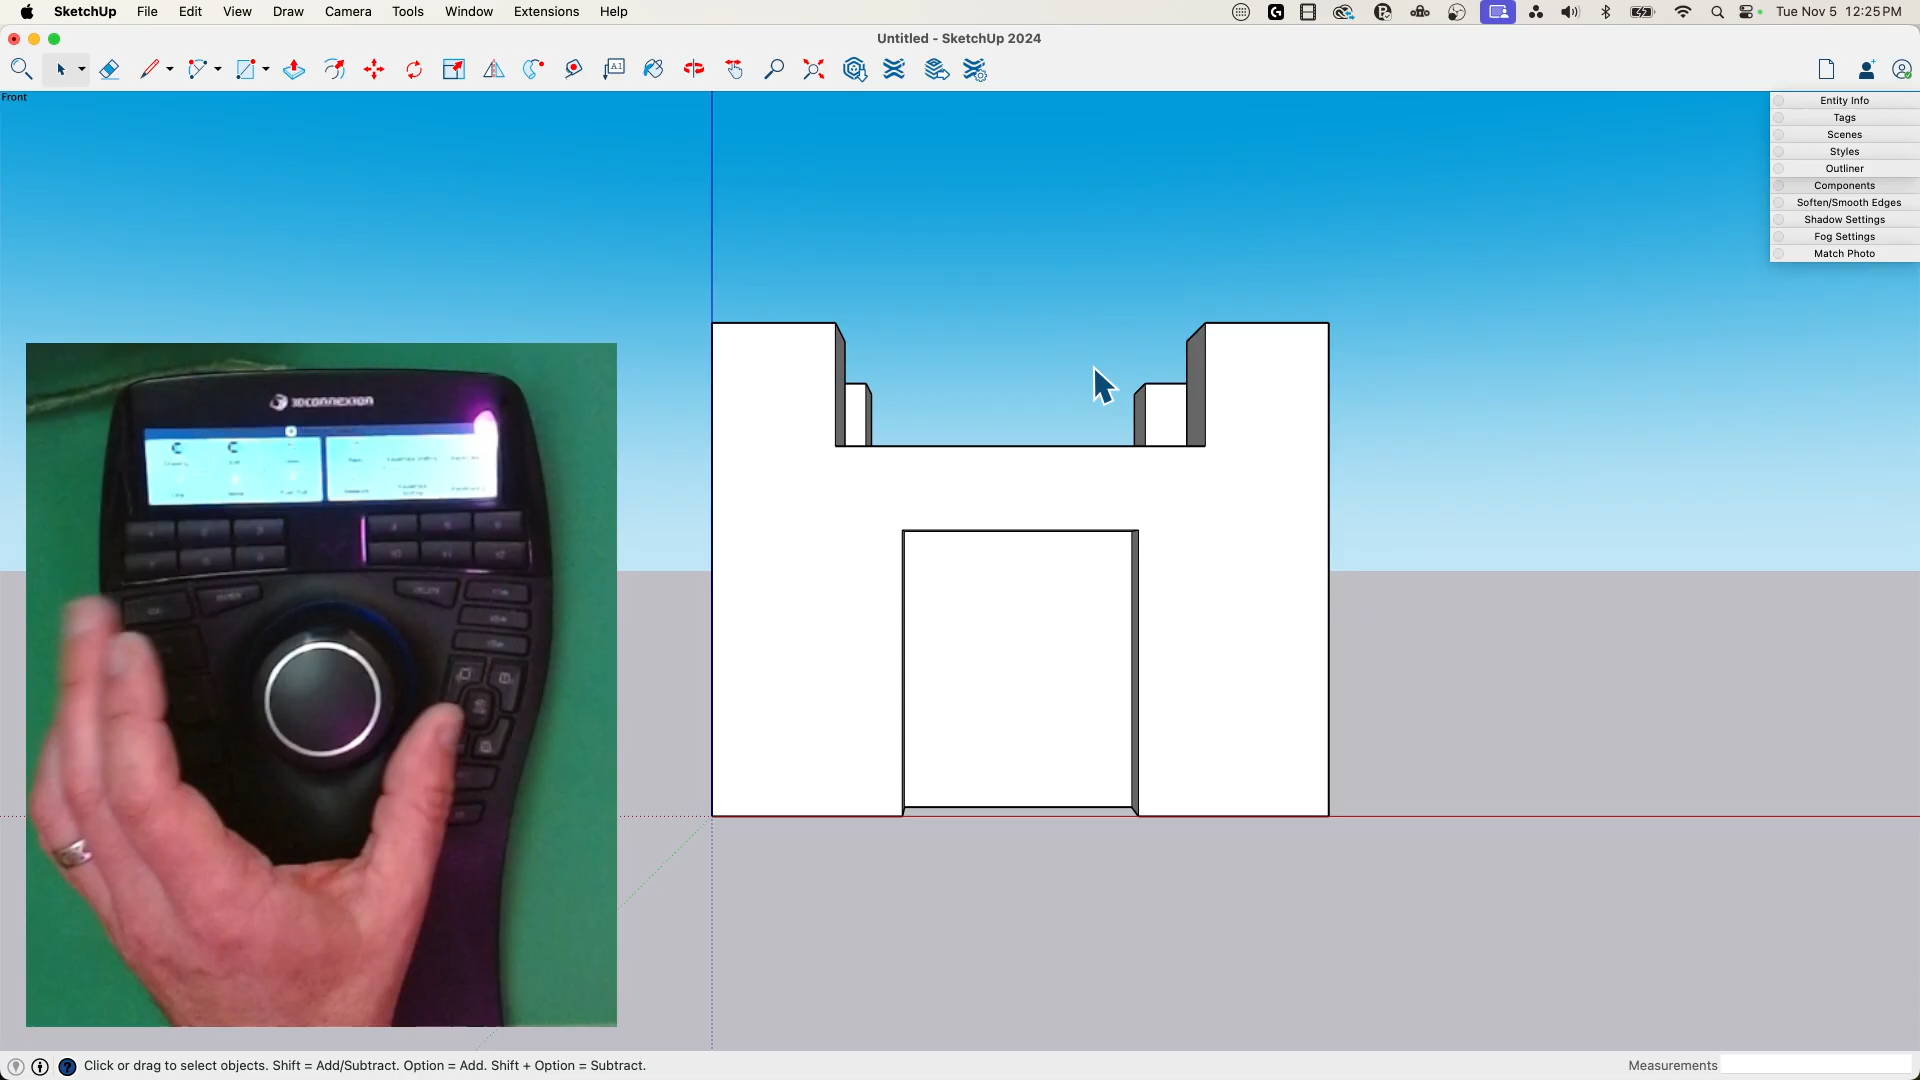 SketchUp File Edit View Draw Camera Tools Window Extensions Help
Tue Nov 5 12:25 PM
Untitled - SketchUp 2024
A1
Front
Entity Info
Tags
Scenes
Styles
Outliner
Components
Soften/Smooth Edges
Shadow Settings
Fog Settings
Match Photo
3Dconnexion
Click or drag to select objects. Shift = Add/Subtract. Option = Add. Shift + Option = Subtract.
Measurements